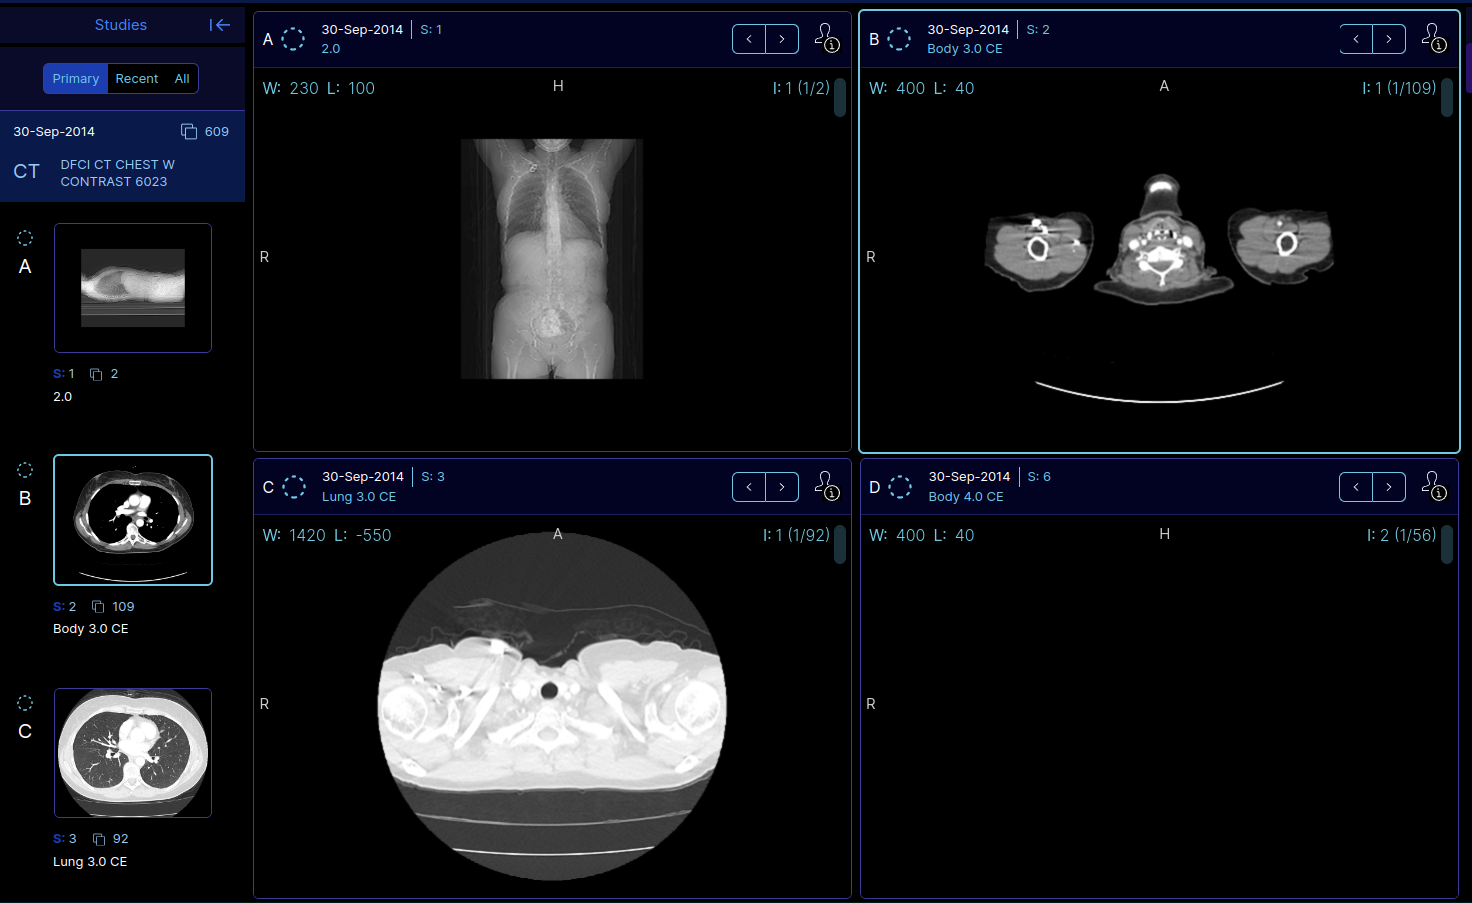 Studies
Primary Recent All
30-Sep-2014 609
CT DFCI CT CHEST W
CONTRAST 6023
A
S: 1 2
2.0
B
S: 2 109
Body 3.0 CE
C
S: 3 92
Lung 3.0 CE
A 30-Sep-2014 S: 1
2.0
W: 230 L: 100 H I: 1 (1/2)
R
B 30-Sep-2014 S: 2
Body 3.0 CE
W: 400 L: 40 A I: 1 (1/109)
R
C 30-Sep-2014 S: 3
Lung 3.0 CE
W: 1420 L: -550 A I: 1 (1/92)
R
D 30-Sep-2014 S: 6
Body 4.0 CE
W: 400 L: 40 H I: 2 (1/56)
R